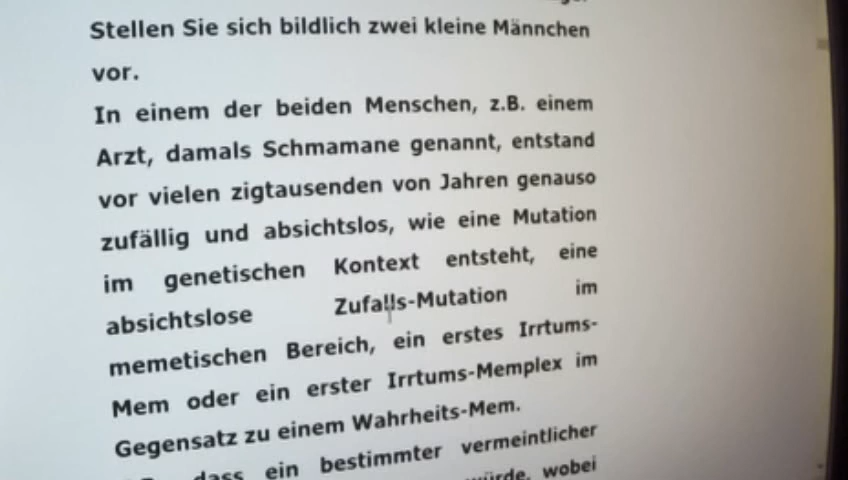 Stellen Sie sich bildlich zwei kleine Männchen
vor.
In einem der beiden Menschen, z.B. einem
Arzt, damals Schmamane genannt, entstand
vor vielen zigtausenden von Jahren genauso
zufällig und absichtslos, wie eine Mutation
im genetischen Kontext entsteht, eine
absichtslose Zufalls-Mutation im
memetischen Bereich, ein erstes Irrtums-
Mem oder ein erster Irrtums-Memplex im
Gegensatz zu einem Wahrheits-Mem.
dass ein bestimmter vermeintlicher
würde, wobei